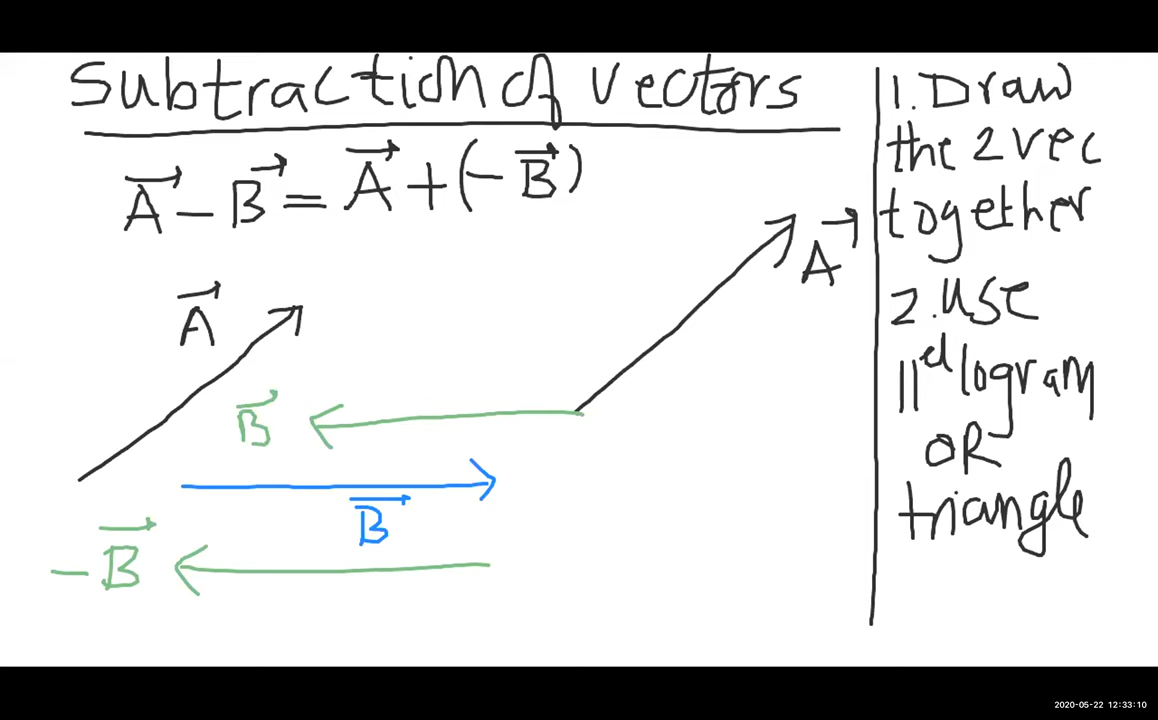 Subtraction of vectors
A⃗ - B⃗ = A⃗ + (- B⃗)
A⃗
A⃗
B⃗
B⃗
- B⃗
1. Draw
the 2 vec
together
2. use
||ellogram
OR
triangle
2020-05-22 12:33:10